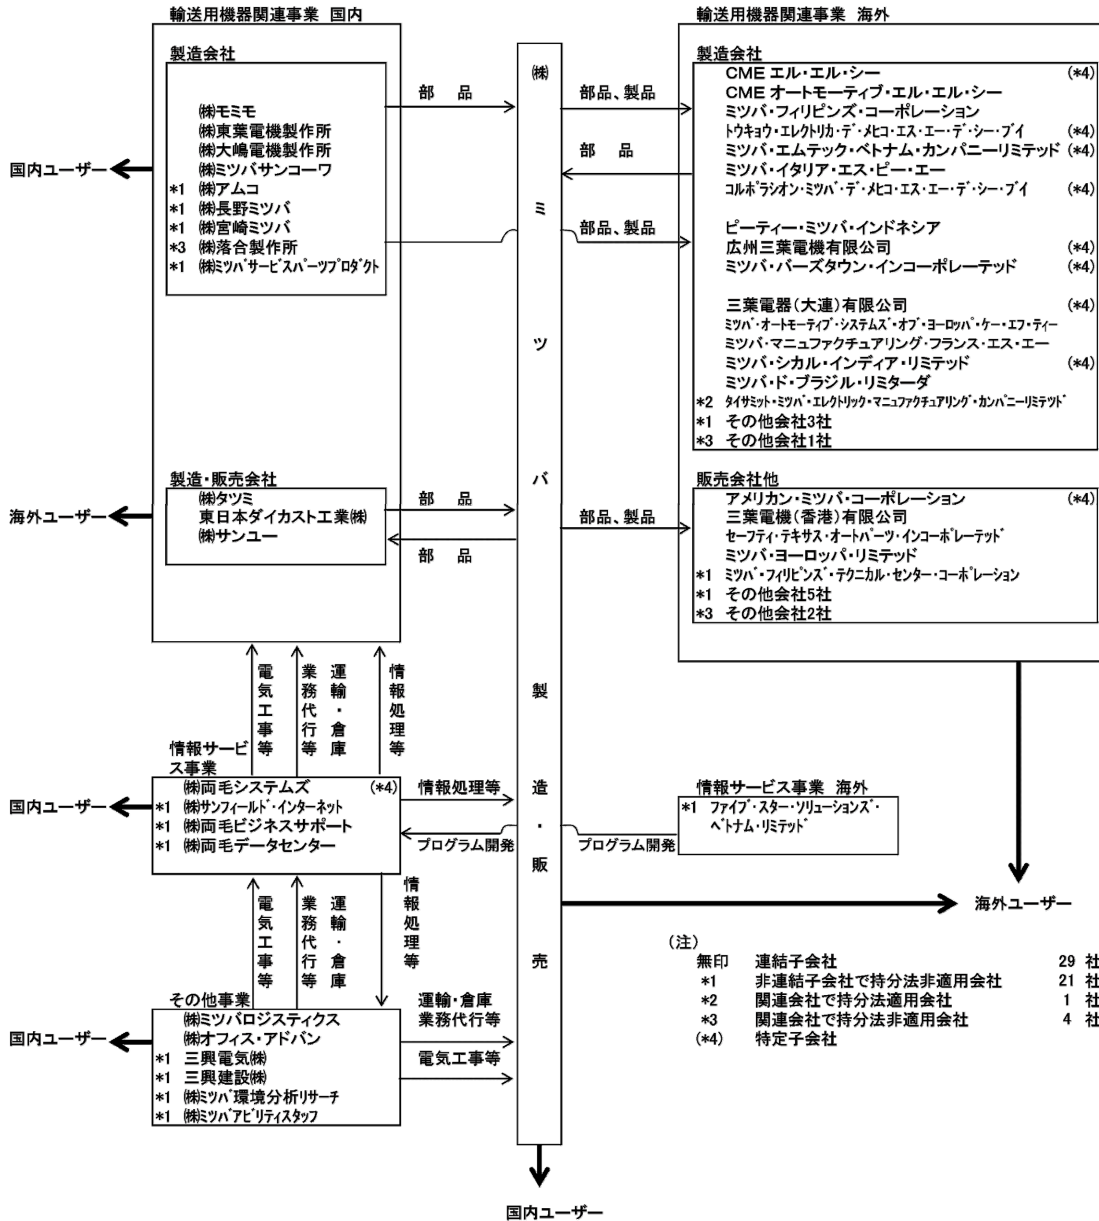 輸送用機器関連事業 国内
製造会社
㈱モミモ
㈱東葉電機製作所
㈱大嶋電機製作所
㈱ミツバサンコーワ
*1 ㈱アムコ
*1 ㈱長野ミツバ
*1 ㈱宮崎ミツバ
*3 ㈱落合製作所
*1 ㈱ミツバサービスパーツプロダクト
国内ユーザー
製造・販売会社
㈱タツミ
東日本ダイカスト工業㈱
㈱サンユー
海外ユーザー
部 品
部 品
部 品
㈱ミツバ製造・販売
部品、製品
部 品
部品、製品
部品、製品
輸送用機器関連事業 海外
製造会社
CME エル・エル・シー (*4)
CME オートモーティブ・エル・エル・シー
ミツバ・フィリピンズ・コーポレーション
トウキョウ・エレクトリカ・デ・メヒコ・エス・エー・デ・シー・ブイ (*4)
ミツバ・エムテック・ベトナム・カンパニーリミテッド (*4)
ミツバ・イタリア・エス・ピー・エー
コルポラシオン・ミツバ・デ・メヒコ・エス・エー・デ・シー・ブイ (*4)
ピーティー・ミツバ・インドネシア
広州三葉電機有限公司 (*4)
ミツバ・バーズタウン・インコーポレーテッド (*4)
三葉電器(大連)有限公司 (*4)
ミツバ・オートモーティブ・システムズ・オブ・ヨーロッパ・ケー・エフ・ティー
ミツバ・マニュファクチュアリング・フランス・エス・エー
ミツバ・シカル・インディア・リミテッド (*4)
ミツバ・ド・ブラジル・リミターダ
*2 タイサミット・ミツバ・エレクトリック・マニュファクチュアリング・カンパニーリミテツド
*1 その他会社3社
*3 その他会社1社
販売会社他
アメリカン・ミツバ・コーポレーション (*4)
三葉電機(香港)有限公司
セーフティ・テキサス・オートパーツ・インコーポレーテッド
ミツバ・ヨーロッパ・リミテッド
*1 ミツバ・フィリピンズ・テクニカル・センター・コーポレーション
*1 その他会社5社
*3 その他会社2社
電気工事等
業務代行等
運輸・倉庫
情報処理等
情報サービ
ス事業
㈱両毛システムズ (*4)
*1 ㈱サンフィールド・インターネット
*1 ㈱両毛ビジネスサポート
*1 ㈱両毛データセンター
国内ユーザー
情報処理等
プログラム開発
プログラム開発
情報サービス事業 海外
*1 ファイブ・スター・ソリューションズ・
ベトナム・リミテッド
電気工事等
業務代行等
運輸・倉庫
情報処理等
その他事業
㈱ミツバロジスティクス
㈱オフィス・アドバン
*1 三興電気㈱
*1 三興建設㈱
*1 ㈱ミツバ環境分析リサーチ
*1 ㈱ミツバアビリティスタッフ
国内ユーザー
運輸・倉庫
業務代行等
電気工事等
海外ユーザー
(注)
無印 連結子会社 29 社
*1 非連結子会社で持分法非適用会社 21 社
*2 関連会社で持分法適用会社 1 社
*3 関連会社で持分法非適用会社 4 社
(*4) 特定子会社
国内ユーザー